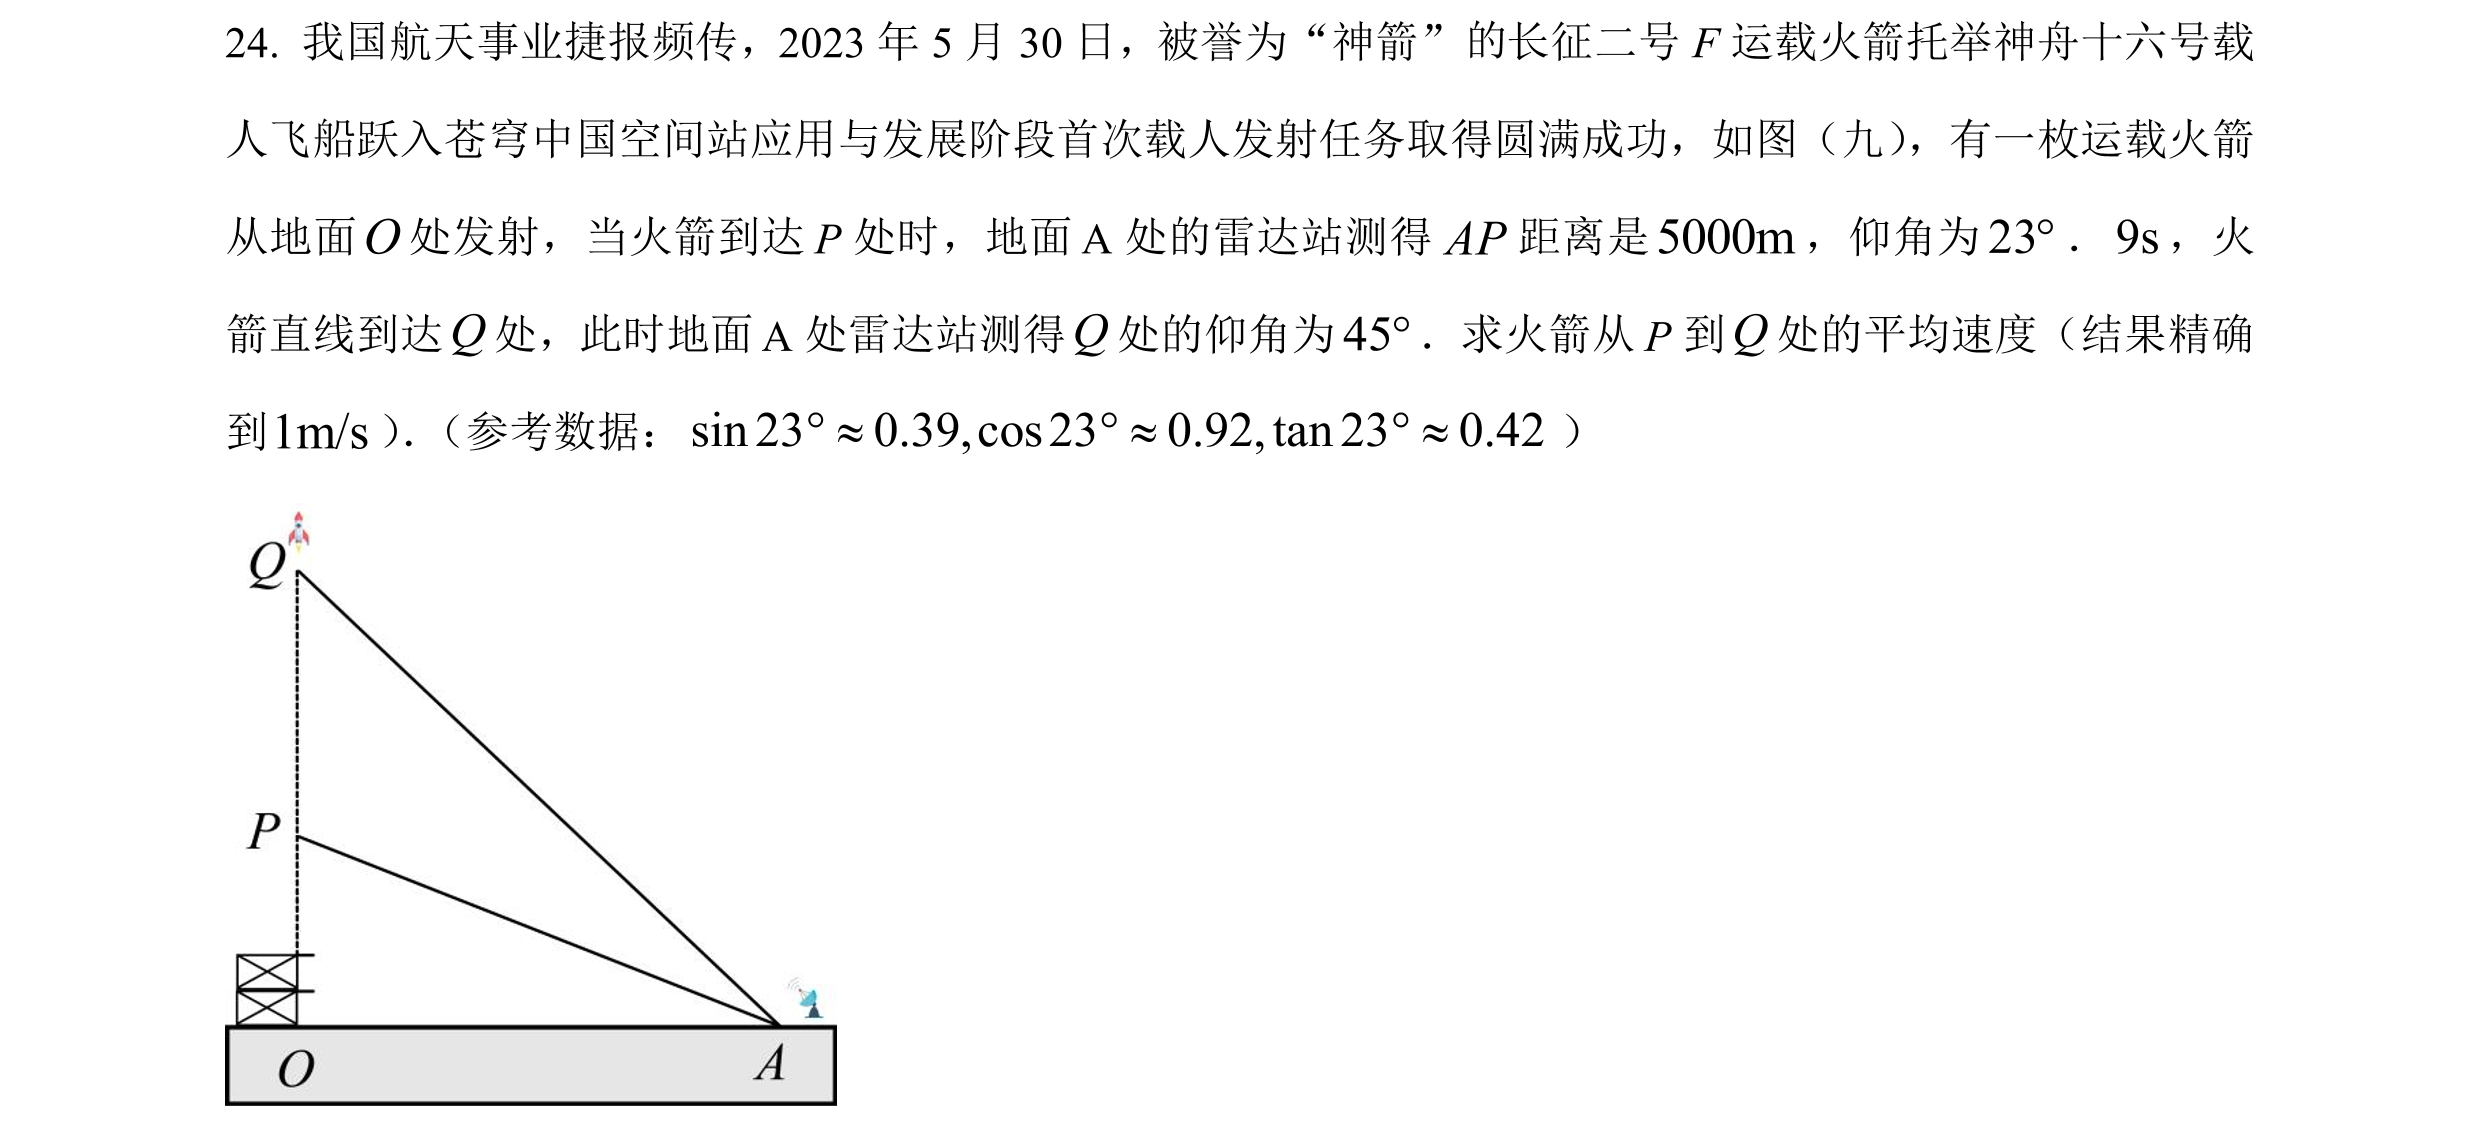 24. 我国航天事业捷报频传，2023 年 5 月 30 日，被誉为“神箭”的长征二号 F 运载火箭托举神舟十六号载
人飞船跃入苍穹中国空间站应用与发展阶段首次载人发射任务取得圆满成功，如图（九），有一枚运载火箭
从地面 O 处发射，当火箭到达 P 处时，地面 A 处的雷达站测得 AP 距离是 5000m，仰角为 23°．9s，火
箭直线到达 Q 处，此时地面 A 处雷达站测得 Q 处的仰角为 45°．求火箭从 P 到 Q 处的平均速度（结果精确
到 1m/s）．（参考数据：sin 23° ≈ 0.39, cos 23° ≈ 0.92, tan 23° ≈ 0.42）
Q
P
O
A